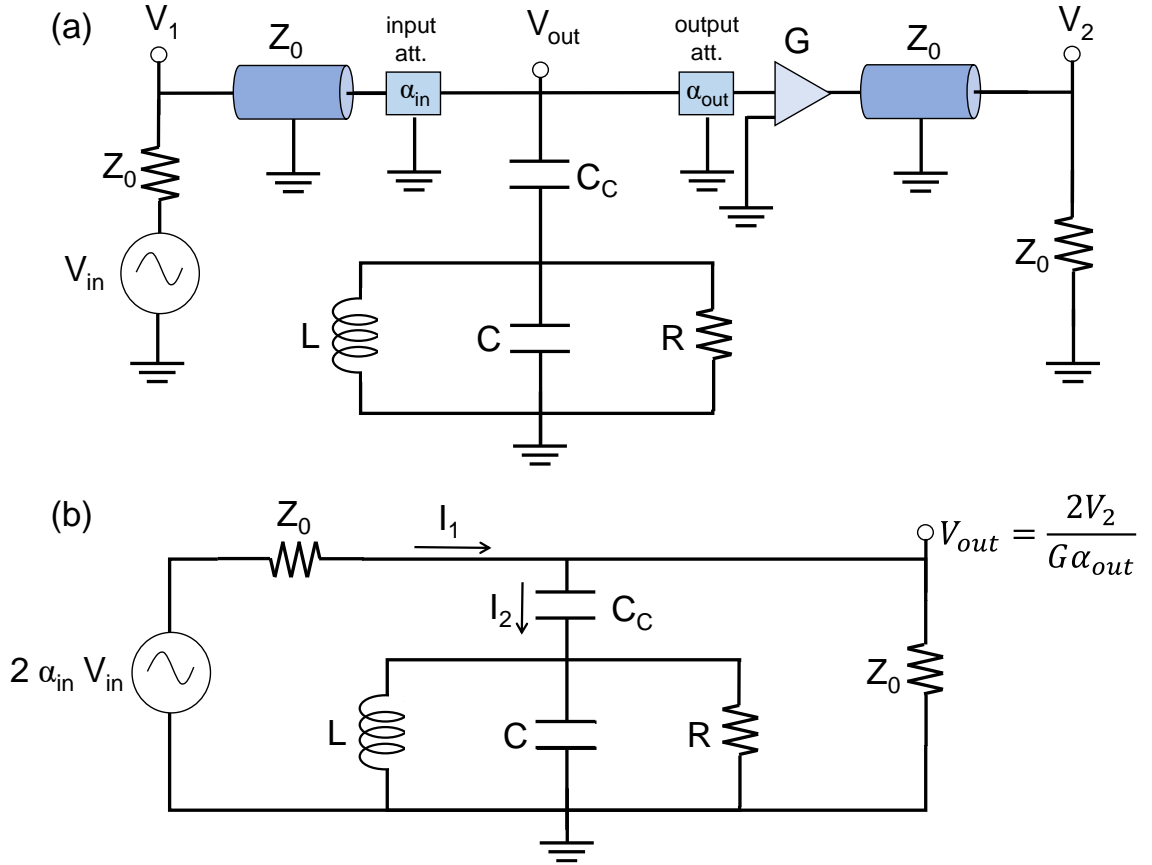 (a)
V1
Z0
input
att.
αin
Vout
output
att.
αout
G
Z0
V2
Z0
Vin
CC
L
C
R
Z0
(b)
Z0
I1
Vout = 2V2 / Gαout
I2
CC
2 αin Vin
L
C
R
Z0